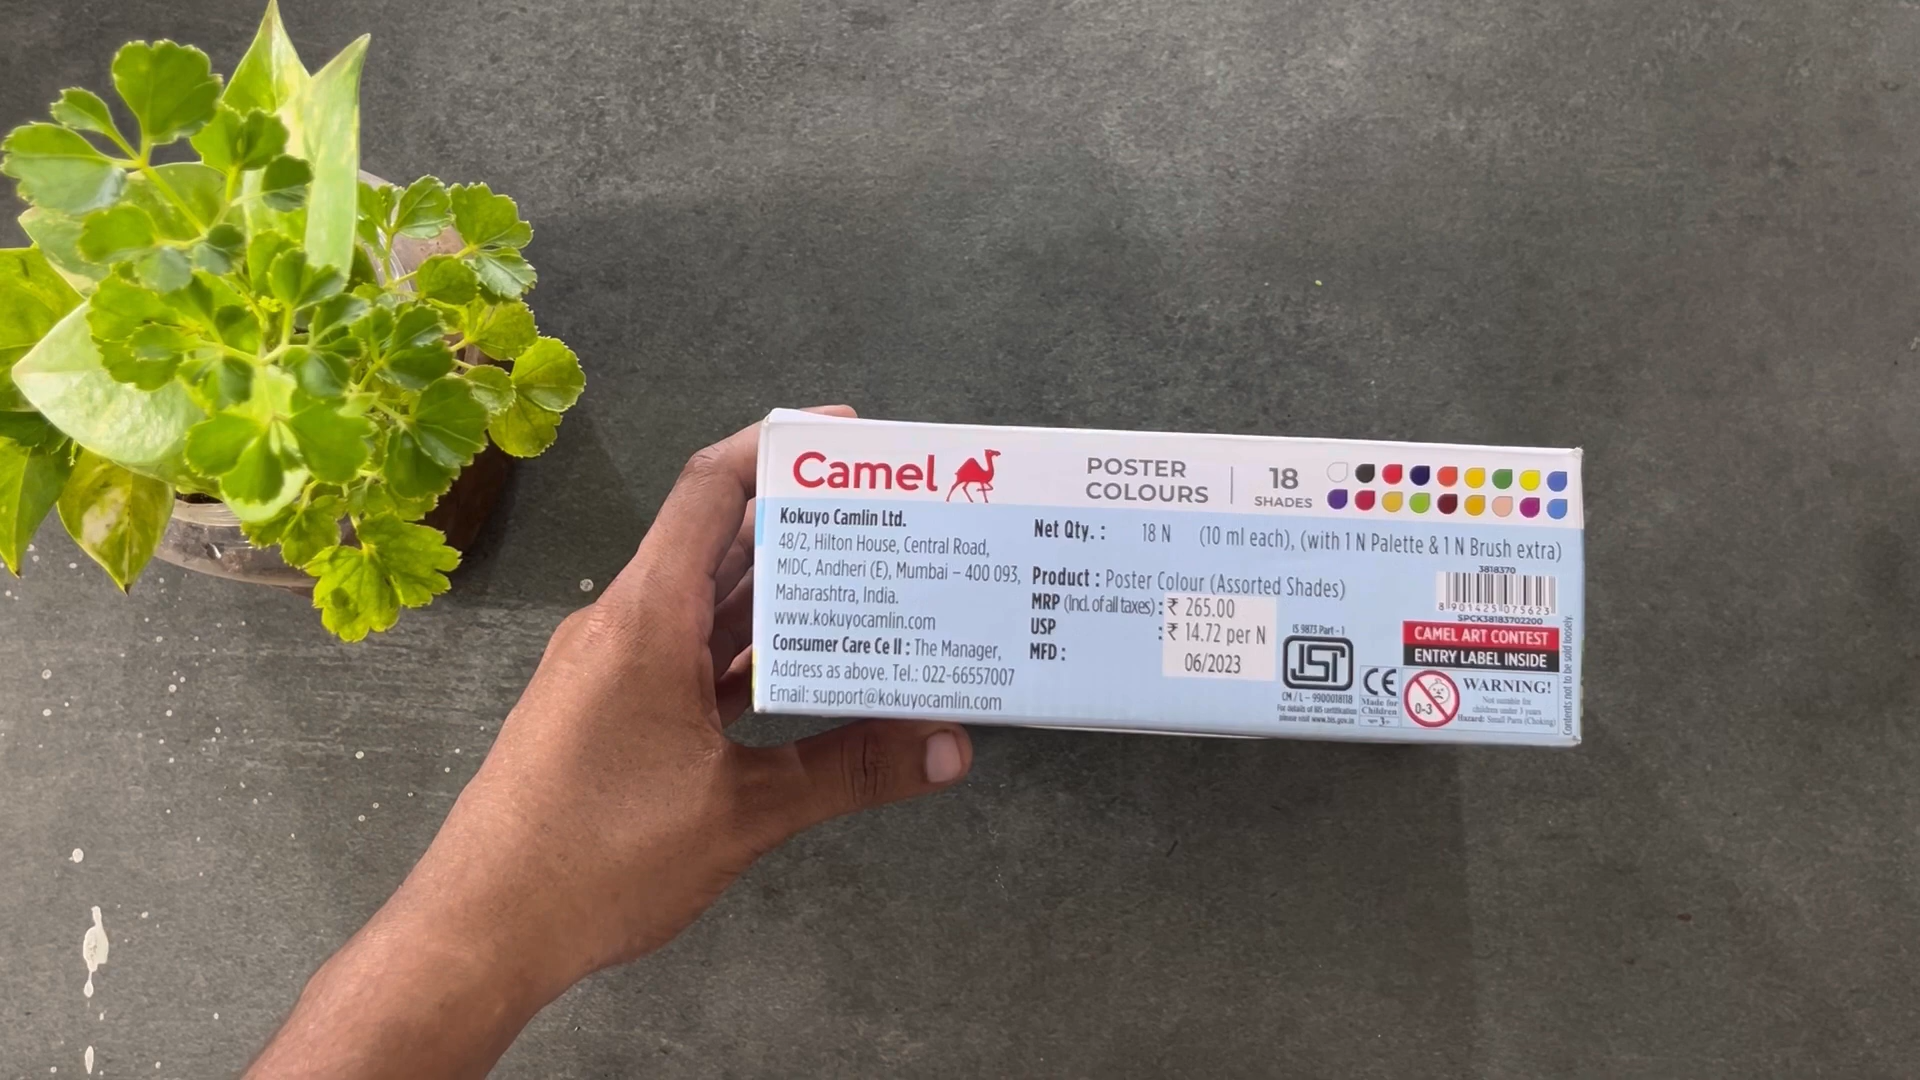 Camel
POSTER
COLOURS
18
SHADES
Kokuyo Camlin Ltd.
48/2, Hilton House, Central Road,
MIDC, Andheri (E), Mumbai – 400 093,
Maharashtra, India.
www.kokuyocamlin.com
Consumer Care Ce ll : The Manager,
Address as above. Tel.: 022-66557007
Email: support@kokuyocamlin.com
Net Qty. : 18 N (10 ml each), (with 1 N Palette & 1 N Brush extra)
Product : Poster Colour (Assorted Shades)
MRP (Incl. of all taxes) : ₹ 265.00
USP : ₹ 14.72 per N
MFD : 06/2023
IS 9873 Part - 1
ISI
CM / L - 9900018118
For details of BIS certification
please visit www.bis.gov.in
CE
Made for
Children
3+
3818370
8 901425 075623
SPCK38183702200
CAMEL ART CONTEST
ENTRY LABEL INSIDE
0-3
WARNING!
Not suitable for
children under 3 years
Hazard: Small Parts (Choking)
Contents not to be sold loosely.